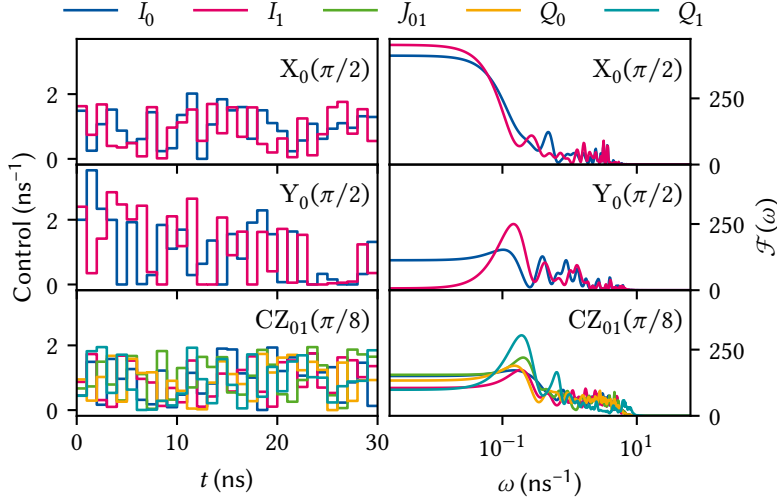 I₀ I₁ J₀₁ Q₀ Q₁
X₀(π/2) X₀(π/2)
2
0
250
0
Y₀(π/2) Y₀(π/2)
2
0
250
0
CZ₀₁(π/8) CZ₀₁(π/8)
2
0
250
0
Control (ns⁻¹)
ℱ(ω)
0 10 20 30
10⁻¹ 10¹
t (ns) ω (ns⁻¹)